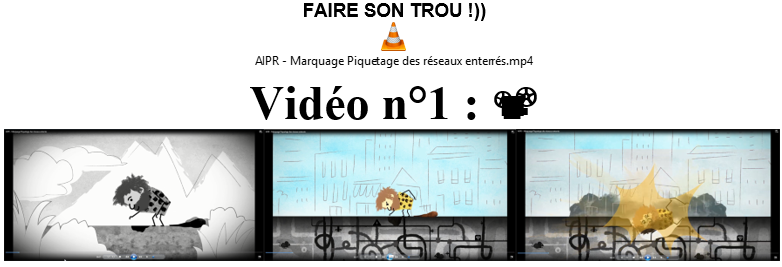 FAIRE SON TROU !))
AIPR - Marquage Piquetage des réseaux enterrés.mp4
Vidéo n°1 :